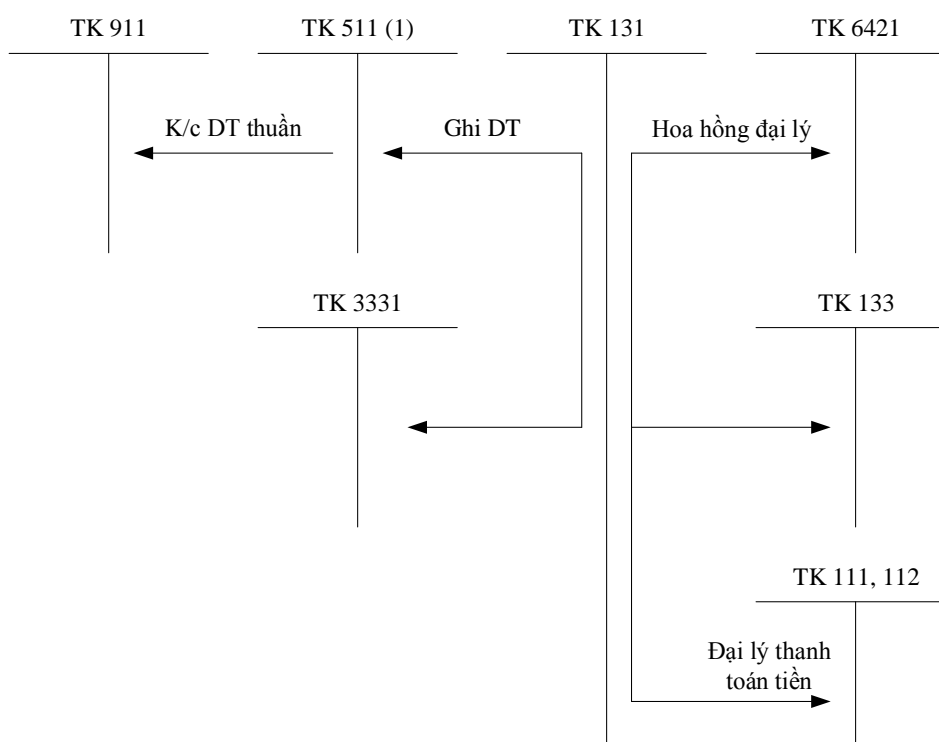 TK 911
TK 511 (1)
TK 131
TK 6421
K/c DT thuần
Ghi DT
Hoa hồng đại lý
TK 3331
TK 133
TK 111, 112
Đại lý thanh
toán tiền